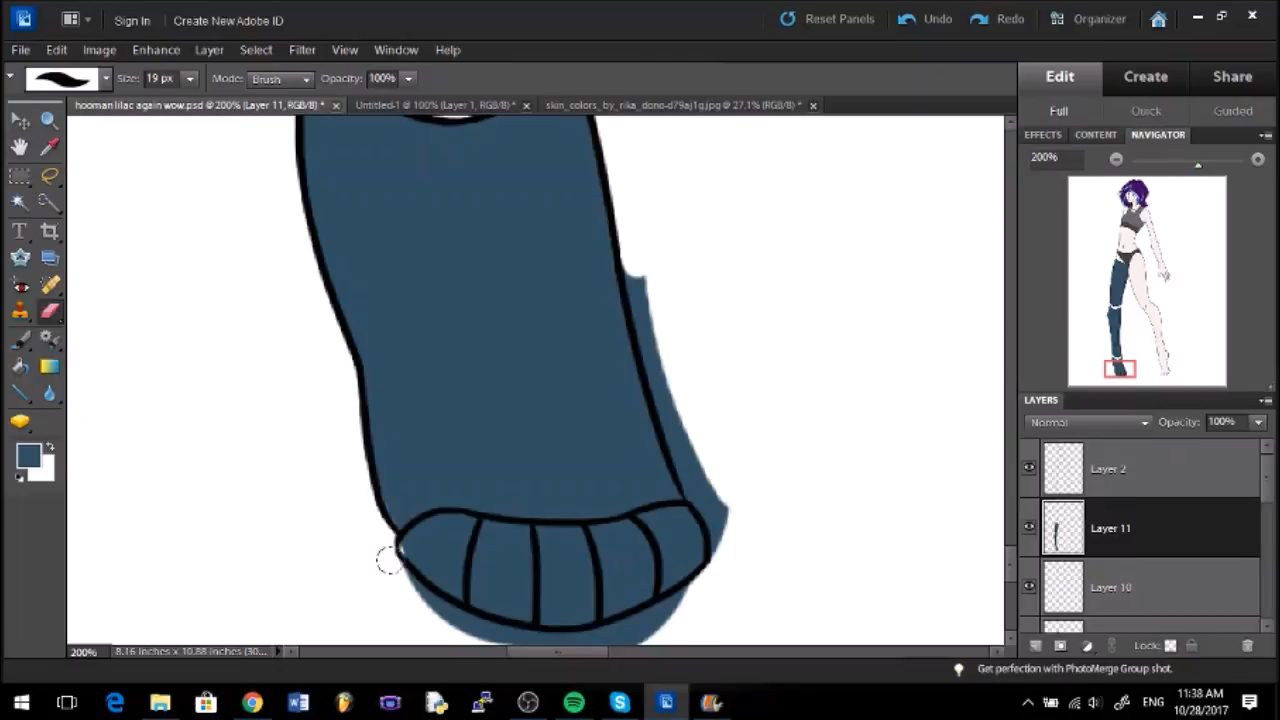 Sign In Create New Adobe ID Reset Panels Undo Redo Organizer
File Edit Image Enhance Layer Select Filter View Window Help
Size: 19 px Mode: Brush Opacity: 100% Edit Create Share
hooman lilac again wow.psd @ 200% (Layer 11, RGB/8) * Untitled-1 @ 100% (Layer 1, RGB/8) * skin_colors_by_rika_dono-d79aj1g.jpg @ 27.1% (RGB/8) *
Full Quick Guided
EFFECTS CONTENT NAVIGATOR
200%
LAYERS
Normal Opacity: 100%
Layer 2
Layer 11
Layer 10
Lock:
200% 8.16 inches x 10.88 inches (30...
Get perfection with PhotoMerge Group shot.
ENG 11:38 AM
10/28/2017